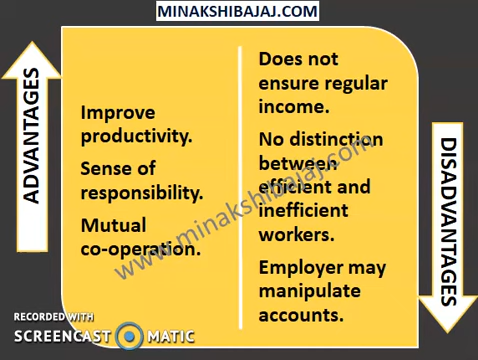 MINAKSHIBAJAJ.COM
ADVANTAGES
Improve
productivity.
Sense of
responsibility.
Mutual
co-operation.
Does not
ensure regular
income.
No distinction
between
efficient and
inefficient
workers.
Employer may
manipulate
accounts.
DISADVANTAGES
www.minakshibajaj.com
RECORDED WITH
SCREENCAST MATIC